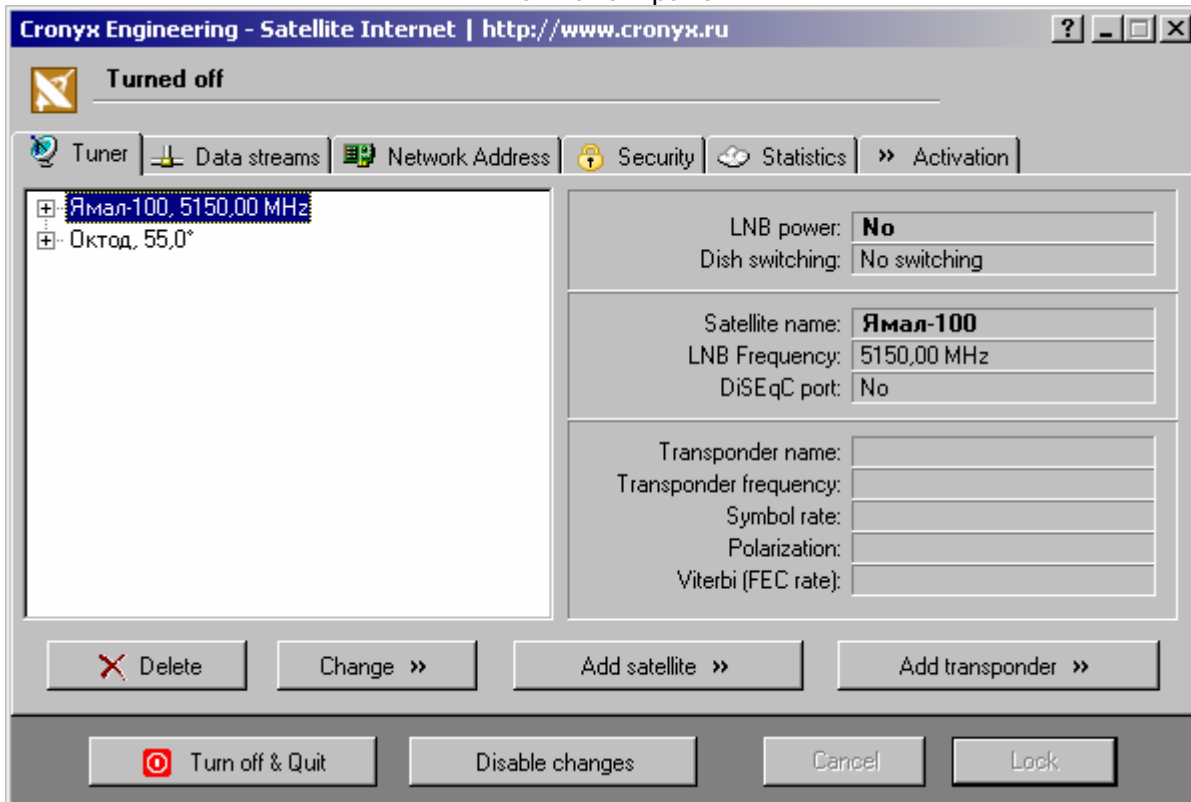 Cronyx Engineering - Satellite Internet | http://www.cronyx.ru
Turned off
Tuner Data streams Network Address Security Statistics » Activation
Ямал-100, 5150,00 MHz
Октод, 55,0°
LNB power: No
Dish switching: No switching
Satellite name: Ямал-100
LNB Frequency: 5150,00 MHz
DiSEqC port: No
Transponder name:
Transponder frequency:
Symbol rate:
Polarization:
Viterbi (FEC rate):
Delete Change » Add satellite » Add transponder »
Turn off & Quit Disable changes Cancel Lock